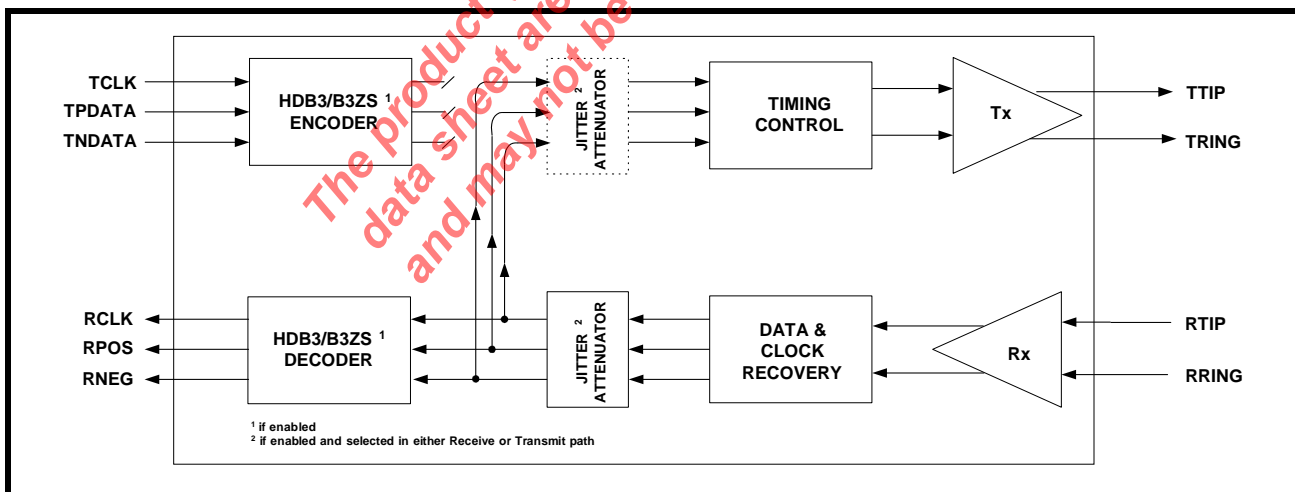 The product
data sheet are
and may not be
TCLK
TPDATA
TNDATA
HDB3/B3ZS 1
ENCODER
JITTER 2
ATTENUATOR
TIMING
CONTROL
Tx
TTIP
TRING
RCLK
RPOS
RNEG
HDB3/B3ZS 1
DECODER
JITTER 2
ATTENUATOR
DATA &
CLOCK
RECOVERY
Rx
RTIP
RRING
1 if enabled
2 if enabled and selected in either Receive or Transmit path